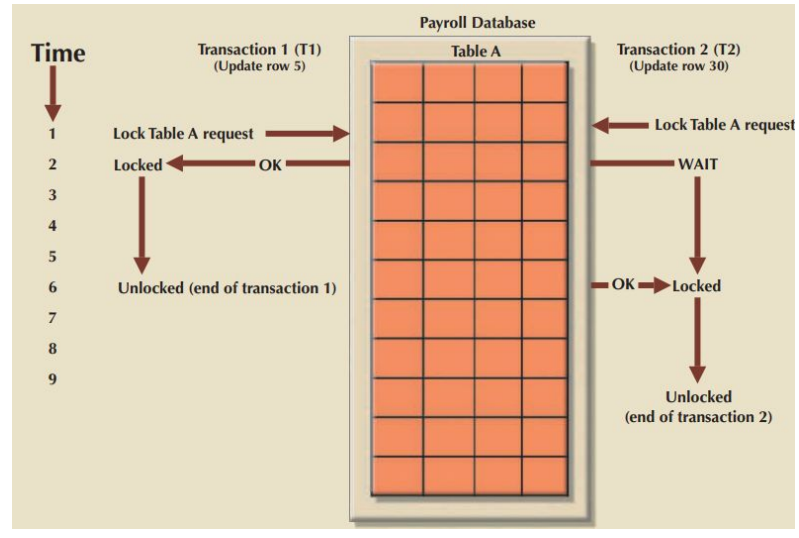 Payroll Database
Time
Transaction 1 (T1)
(Update row 5)
Table A
Transaction 2 (T2)
(Update row 30)
1
Lock Table A request
Lock Table A request
2
Locked
OK
WAIT
3
4
5
6
Unlocked (end of transaction 1)
OK
Locked
7
8
9
Unlocked
(end of transaction 2)